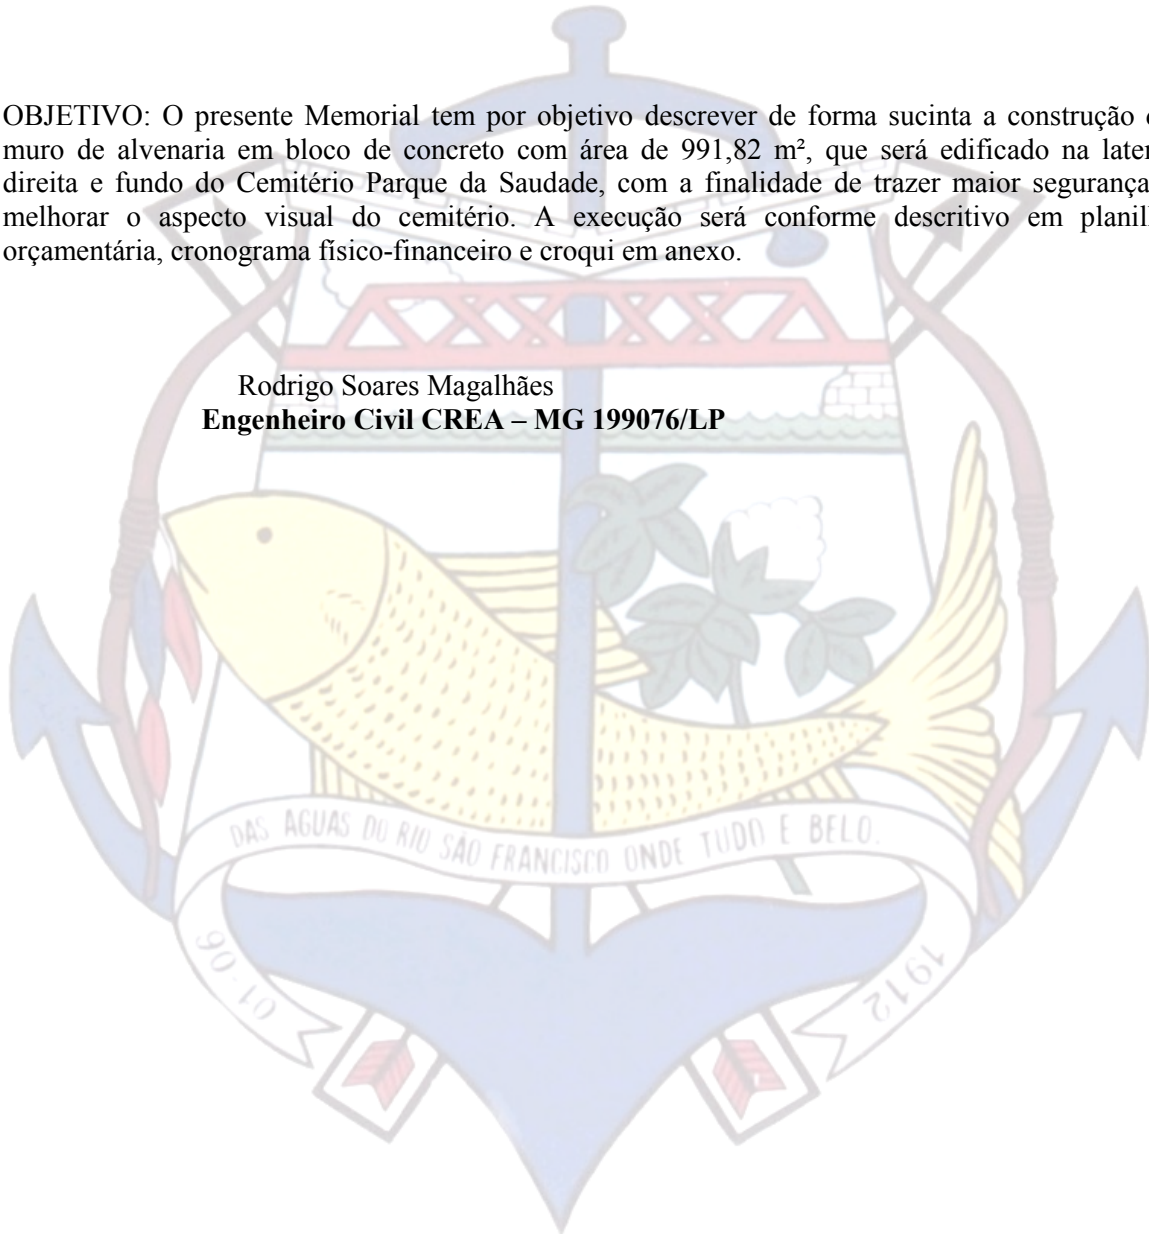 OBJETIVO: O presente Memorial tem por objetivo descrever de forma sucinta a construção
muro de alvenaria em bloco de concreto com área de 991,82 m², que será edificado na
direita e fundo do Cemitério Parque da Saudade, com a finalidade de trazer maior segurança
melhorar o aspecto visual do cemitério. A execução será conforme descritivo em
orçamentária, cronograma físico-financeiro e croqui em anexo.
Rodrigo Soares Magalhães
Engenheiro Civil CREA – MG 199076/LP
DAS AGUAS DO RIO SÃO FRANCISCO ONDE TUDO E BELO.
01-06
1912